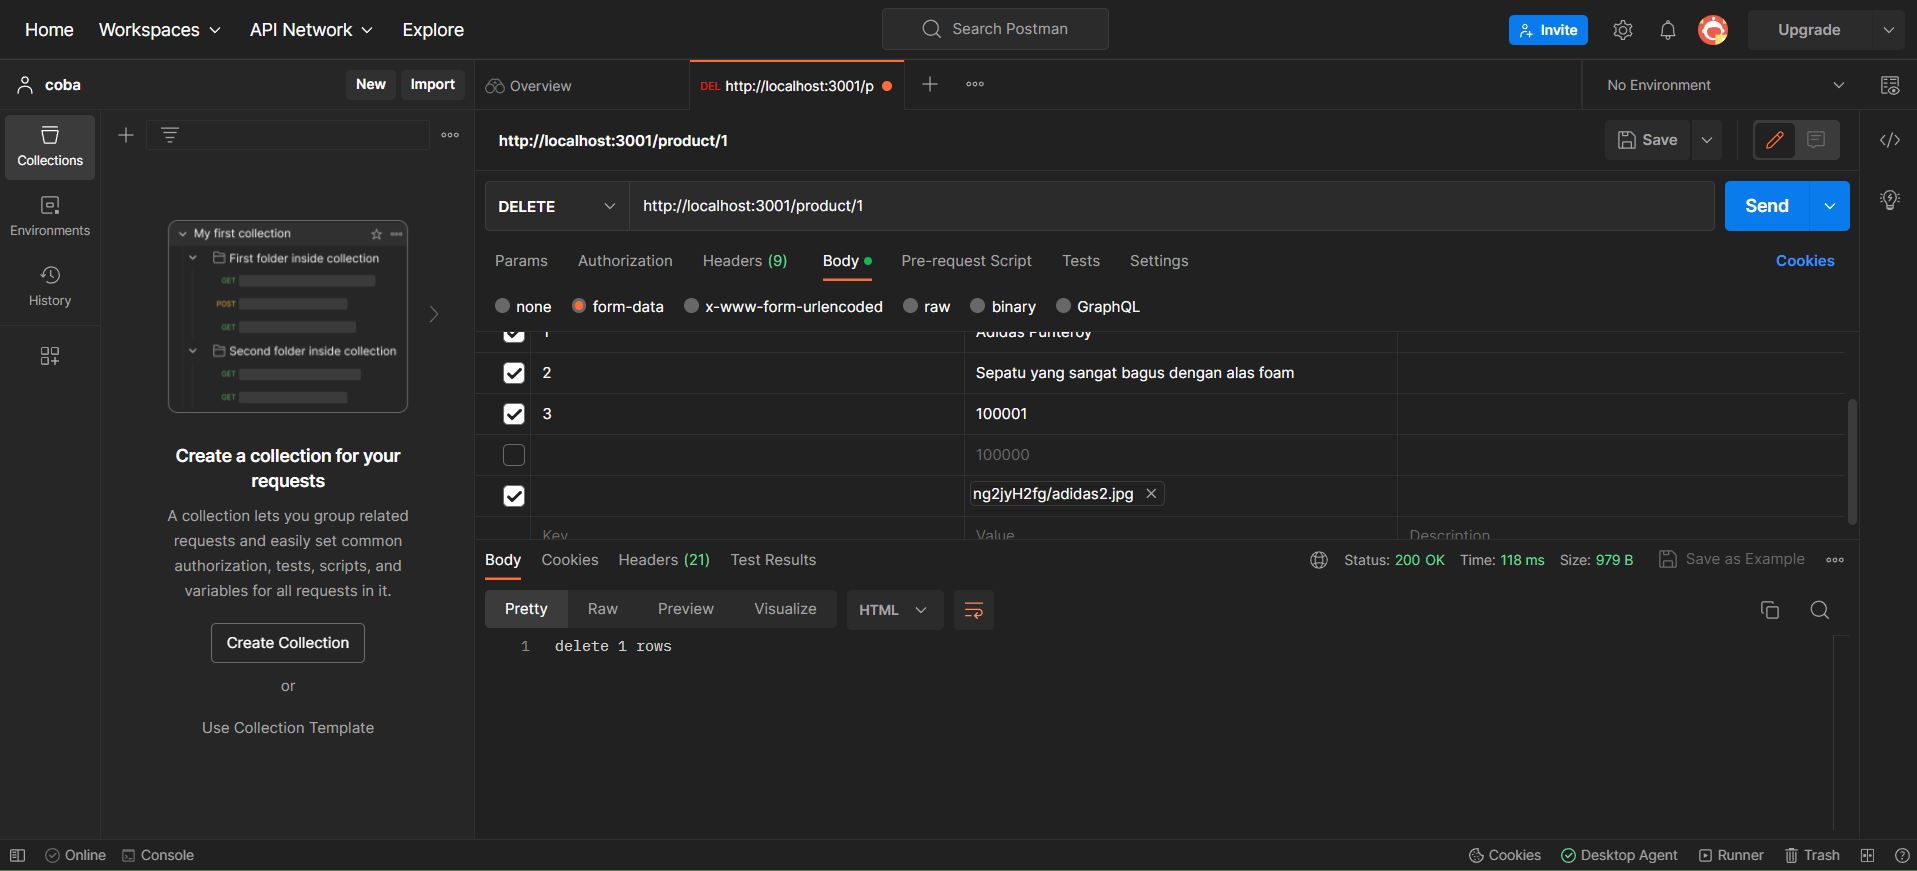 Home Workspaces API Network Explore Search Postman Invite Upgrade
coba New Import Overview DEL http://localhost:3001/p No Environment
Collections
Environments
History
My first collection
First folder inside collection
GET
POST
GET
Second folder inside collection
GET
GET
Create a collection for your
requests
A collection lets you group related
requests and easily set common
authorization, tests, scripts, and
variables for all requests in it.
Create Collection
or
Use Collection Template
http://localhost:3001/product/1 Save
DELETE http://localhost:3001/product/1 Send
Params Authorization Headers (9) Body Pre-request Script Tests Settings Cookies
none form-data x-www-form-urlencoded raw binary GraphQL
1 Adidas Funteroy
2 Sepatu yang sangat bagus dengan alas foam
3 100001
100000
ng2jyH2fg/adidas2.jpg
Key Value Description
Body Cookies Headers (21) Test Results Status: 200 OK Time: 118 ms Size: 979 B Save as Example
Pretty Raw Preview Visualize HTML
1 delete 1 rows
Online Console Cookies Desktop Agent Runner Trash